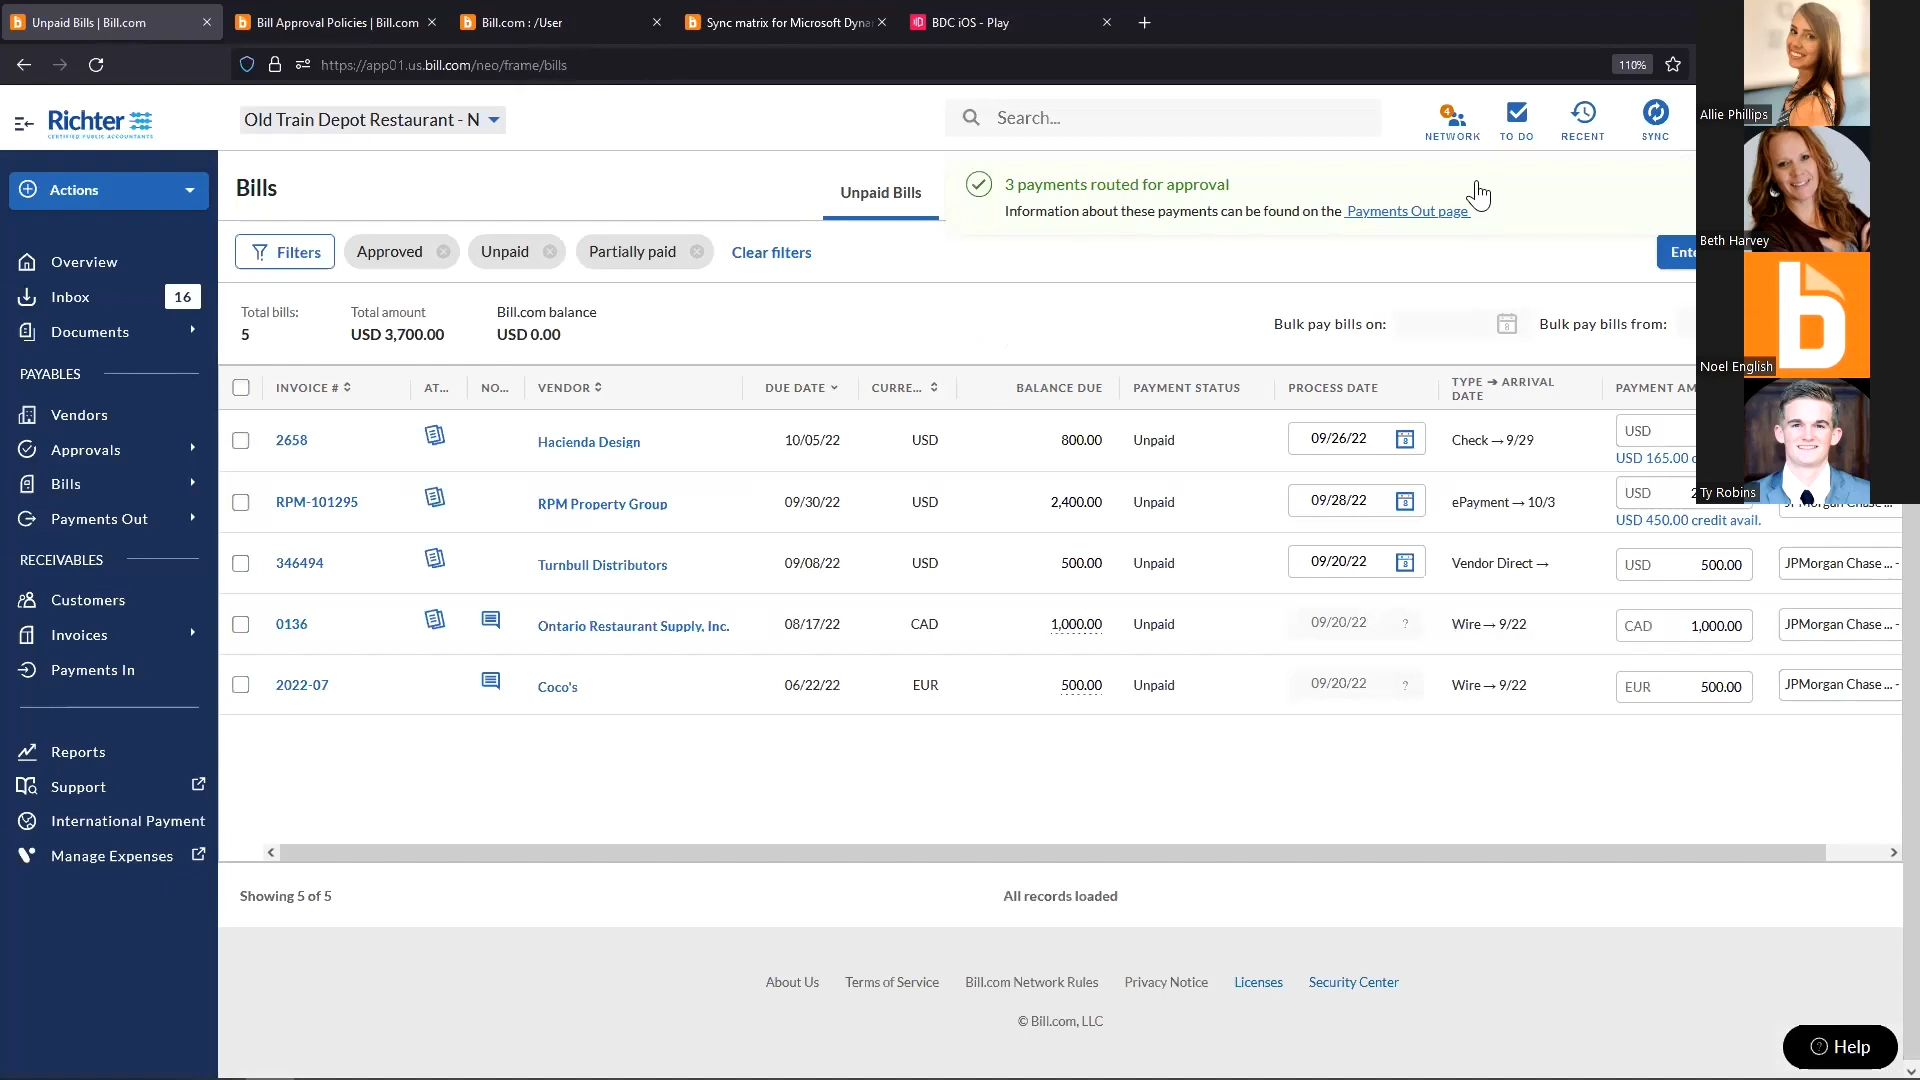 Unpaid Bills | Bill.com
Bill Approval Policies | Bill.com
Bill.com : /User
Sync matrix for Microsoft Dyna
BDC iOS - Play
https://app01.us.bill.com/neo/frame/bills
110%
Richter
CERTIFIED PUBLIC ACCOUNTANTS
Old Train Depot Restaurant - N
Search...
4
NETWORK
TO DO
RECENT
SYNC
Allie Phillips
Beth Harvey
Noel English
Ty Robins
Actions
Overview
Inbox 16
Documents
PAYABLES
Vendors
Approvals
Bills
Payments Out
RECEIVABLES
Customers
Invoices
Payments In
Reports
Support
International Payment
Manage Expenses
Bills
Unpaid Bills
3 payments routed for approval
Information about these payments can be found on the Payments Out page
Filters
Approved
Unpaid
Partially paid
Clear filters
Ente
Total bills:
5
Total amount
USD 3,700.00
Bill.com balance
USD 0.00
Bulk pay bills on:
Bulk pay bills from:
INVOICE # AT... NO... VENDOR DUE DATE CURRE... BALANCE DUE PAYMENT STATUS PROCESS DATE TYPE → ARRIVAL DATE PAYMENT AM
2658 Hacienda Design 10/05/22 USD 800.00 Unpaid 09/26/22 Check → 9/29 USD
USD 165.00
RPM-101295 RPM Property Group 09/30/22 USD 2,400.00 Unpaid 09/28/22 ePayment → 10/3 USD 2
USD 450.00 credit avail.
346494 Turnbull Distributors 09/08/22 USD 500.00 Unpaid 09/20/22 Vendor Direct → USD 500.00 JPMorgan Chase ... -
0136 Ontario Restaurant Supply, Inc. 08/17/22 CAD 1,000.00 Unpaid 09/20/22 ? Wire → 9/22 CAD 1,000.00 JPMorgan Chase ... -
2022-07 Coco's 06/22/22 EUR 500.00 Unpaid 09/20/22 ? Wire → 9/22 EUR 500.00 JPMorgan Chase ... -
Showing 5 of 5
All records loaded
About Us Terms of Service Bill.com Network Rules Privacy Notice Licenses Security Center
© Bill.com, LLC
Help